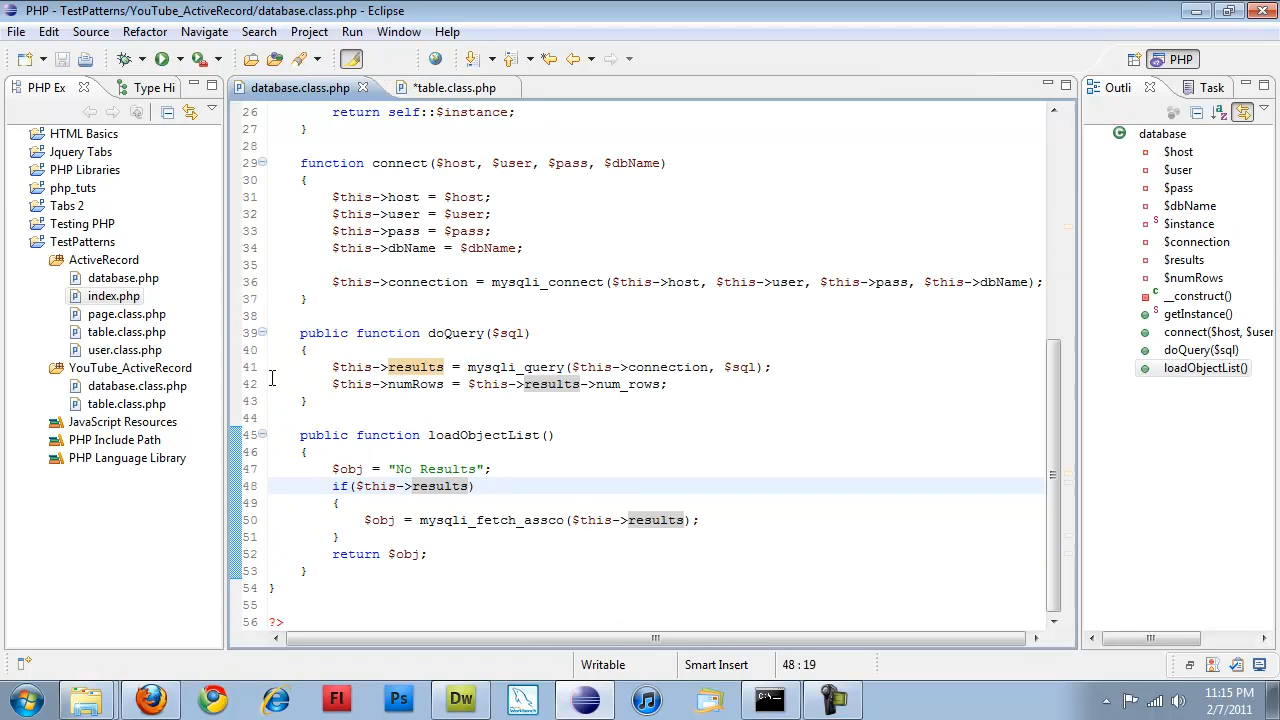 PHP - TestPatterns/YouTube_ActiveRecord/database.class.php - Eclipse
File Edit Source Refactor Navigate Search Project Run Window Help
PHP
PHP Ex Type Hi
database.class.php *table.class.php
Outli Task
HTML Basics
Jquery Tabs
PHP Libraries
php_tuts
Tabs 2
Testing PHP
TestPatterns
ActiveRecord
database.php
index.php
page.class.php
table.class.php
user.class.php
YouTube_ActiveRecord
database.class.php
table.class.php
JavaScript Resources
PHP Include Path
PHP Language Library
26 return self::$instance;
27 }
28
29 function connect($host, $user, $pass, $dbName)
30 {
31 $this->host = $host;
32 $this->user = $user;
33 $this->pass = $pass;
34 $this->dbName = $dbName;
35
36 $this->connection = mysqli_connect($this->host, $this->user, $this->pass, $this->dbName);
37 }
38
39 public function doQuery($sql)
40 {
41 $this->results = mysqli_query($this->connection, $sql);
42 $this->numRows = $this->results->num_rows;
43 }
44
45 public function loadObjectList()
46 {
47 $obj = "No Results";
48 if($this->results)
49 {
50 $obj = mysqli_fetch_assco($this->results);
51 }
52 return $obj;
53 }
54 }
55
56 ?>
database
$host
$user
$pass
$dbName
S $instance
$connection
$results
$numRows
c __construct()
S getInstance()
connect($host, $user
doQuery($sql)
loadObjectList()
Writable Smart Insert 48 : 19
Fl Ps Dw Workbench C:\_
11:15 PM
2/7/2011